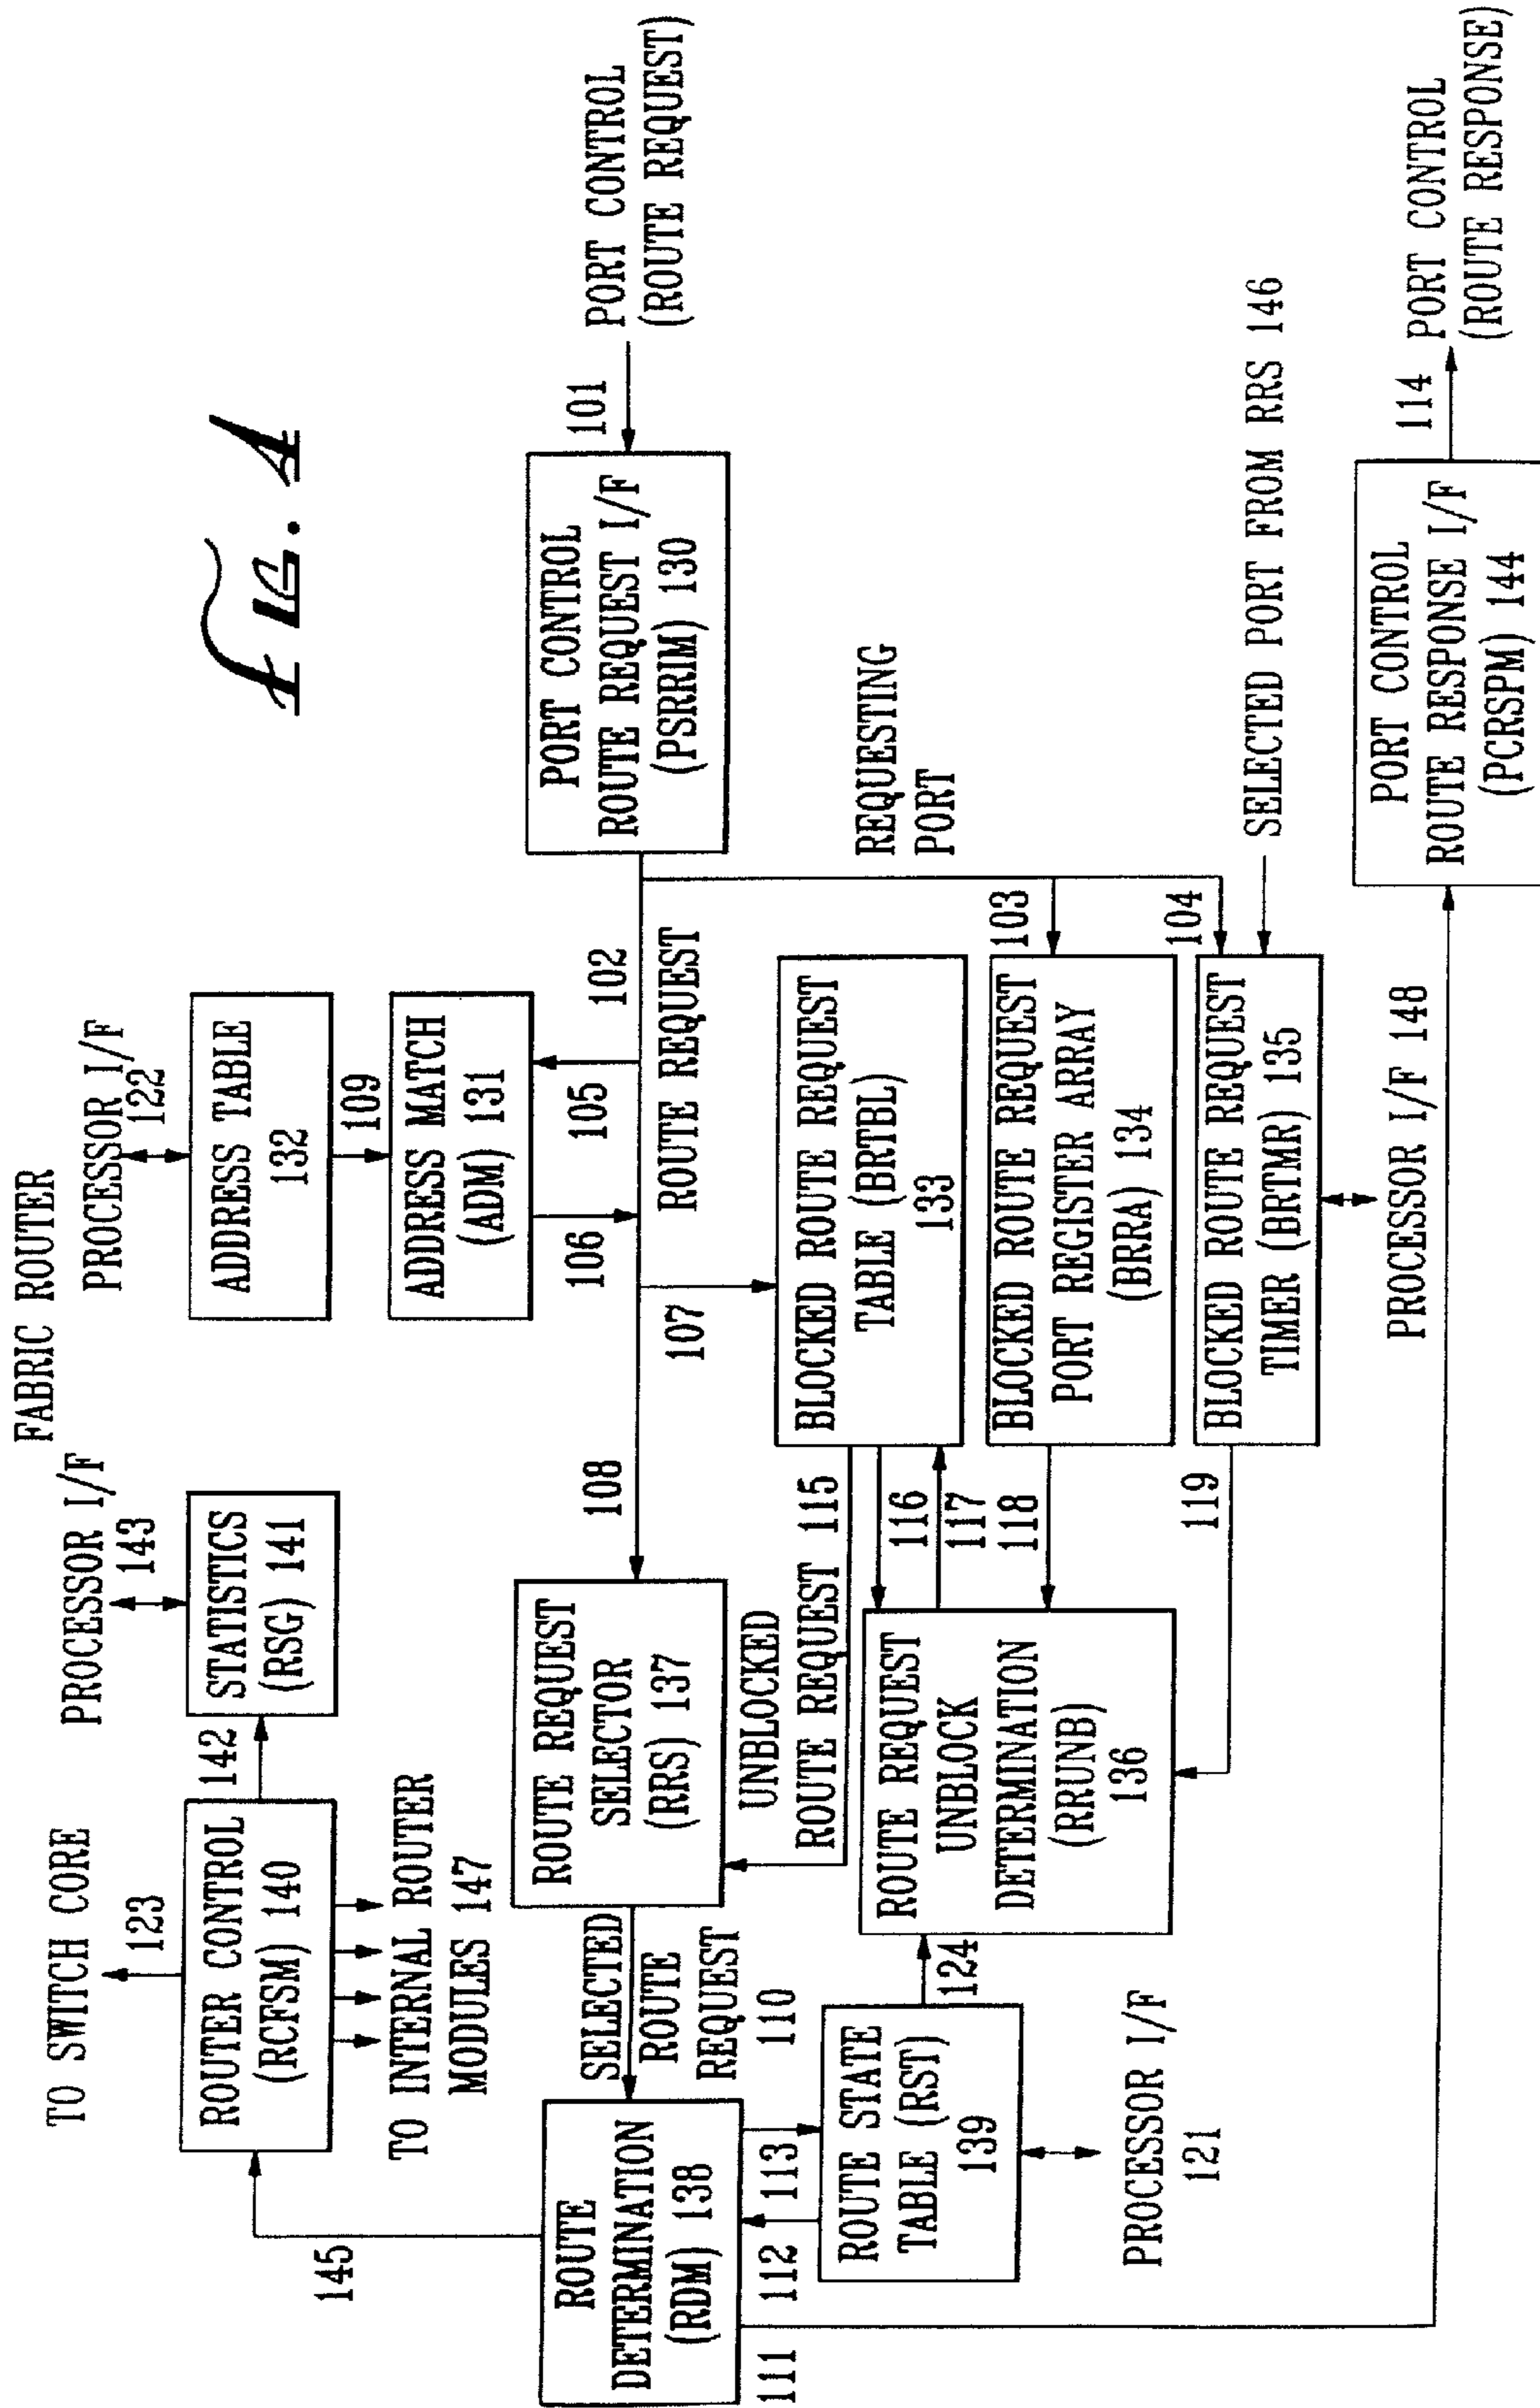 FABRIC ROUTER
FIG. 4
TO SWITCH CORE
123
PROCESSOR I/F
143
PROCESSOR I/F
122
ROUTER CONTROL
(RCFSM) 140
142
STATISTICS
(RSG) 141
ADDRESS TABLE
132
109
145
TO INTERNAL ROUTER
MODULES 147
ADDRESS MATCH
(ADM) 131
106
105
102
ROUTE
DETERMINATION
(RDM) 138
SELECTED
ROUTE
REQUEST
110
ROUTE REQUEST
SELECTOR
(RRS) 137
108
107
ROUTE REQUEST
PORT CONTROL
ROUTE REQUEST I/F
(PSRRIM) 130
101
PORT CONTROL
(ROUTE REQUEST)
111
112
113
UNBLOCKED
ROUTE REQUEST 115
BLOCKED ROUTE REQUEST
TABLE (BRTBL)
133
REQUESTING
PORT
ROUTE STATE
TABLE (RST)
139
124
ROUTE REQUEST
UNBLOCK
DETERMINATION
(RRUNB)
136
116
117
118
BLOCKED ROUTE REQUEST
PORT REGISTER ARRAY
(BRRA) 134
103
PROCESSOR I/F
121
119
BLOCKED ROUTE REQUEST
TIMER (BRTMR) 135
104
SELECTED PORT FROM RRS 146
PROCESSOR I/F 148
PORT CONTROL
ROUTE RESPONSE I/F
(PCRSPM) 144
114
PORT CONTROL
(ROUTE RESPONSE)